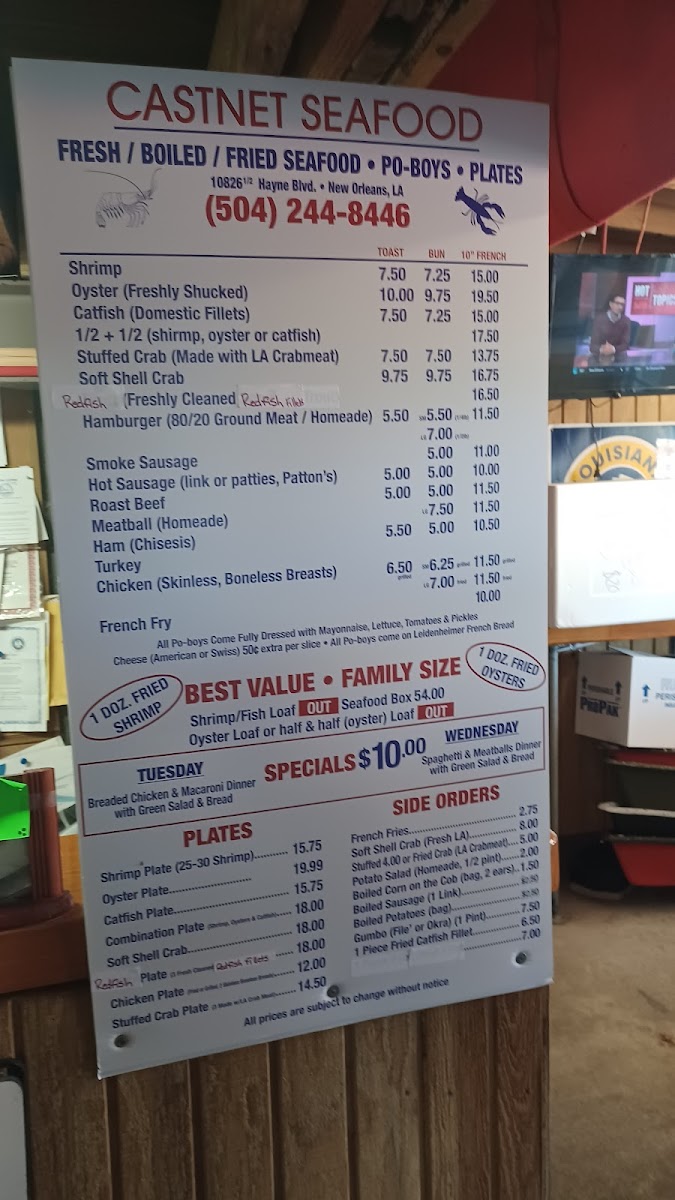 CASTNET SEAFOOD
FRESH / BOILED / FRIED SEAFOOD • PO-BOYS • PLATES
10826 1/2 Hayne Blvd. • New Orleans, LA
(504) 244-8446
TOAST BUN 10" FRENCH
Shrimp 7.50 7.25 15.00
Oyster (Freshly Shucked) 10.00 9.75 19.50
Catfish (Domestic Fillets) 7.50 7.25 15.00
1/2 + 1/2 (shirmp, oyster or catfish) 17.50
Stuffed Crab (Made with LA Crabmeat) 7.50 7.50 13.75
Soft Shell Crab 9.75 9.75 16.75
Redfish (Freshly Cleaned Redfish fillets 16.50
Hamburger (80/20 Ground Meat / Homeade) 5.50 5.50 11.50
7.00
Smoke Sausage 5.00 11.00
Hot Sausage (link or patties, Patton's) 5.00 5.00 10.00
Roast Beef 5.00 5.00 11.50
Meatball (Homeade) 7.50 11.50
Ham (Chisesis) 5.50 5.00 10.50
Turkey
Chicken (Skinless, Boneless Breasts) 6.50 grilled 6.25 grilled 11.50 grilled
7.00 fried 11.50 fried
French Fry 10.00
All Po-boys Come Fully Dressed with Mayonnaise, Lettuce, Tomatoes & Pickles
Cheese (American or Swiss) 50¢ extra per slice • All Po-boys come on Leidenheimer French Bread
1 DOZ. FRIED
SHRIMP
BEST VALUE • FAMILY SIZE
1 DOZ. FRIED
OYSTERS
Shrimp/Fish Loaf OUT Seafood Box 54.00
Oyster Loaf or half & half (oyster) Loaf OUT
TUESDAY
Breaded Chicken & Macaroni Dinner
with Green Salad & Bread
SPECIALS $10.00
WEDNESDAY
Spaghetti & Meatballs Dinner
with Green Salad & Bread
PLATES
Shrimp Plate (25-30 Shrimp).......... 15.75
Oyster Plate........................ 19.99
Catfish Plate........................ 15.75
Combination Plate (Shrimp, Oysters & Catfish)..... 18.00
Soft Shell Crab...................... 18.00
Redfish Plate Redfish fillets ..... 18.00
Chicken Plate ...... 12.00
Stuffed Crab Plate ...... 14.50
SIDE ORDERS
French Fries........................ 2.75
Soft Shell Crab (Fresh LA)............ 8.00
Stuffed 4.00 or Fried Crab (LA Crabmeat).... 5.00
Potato Salad (Homeade, 1/2 pint)...... 2.00
Boiled Corn on the Cob (bag, 2 ears).. 1.50
Boiled Sausage (1 Link)..............
Boiled Potatoes (bag)................
Gumbo (File' or Okra) (1 Pint)........ 7.50
1 Piece Fried Catfish Fillet.......... 6.50
7.00
All prices are subject to change without notice
HOT
TOPICS
PROPAK